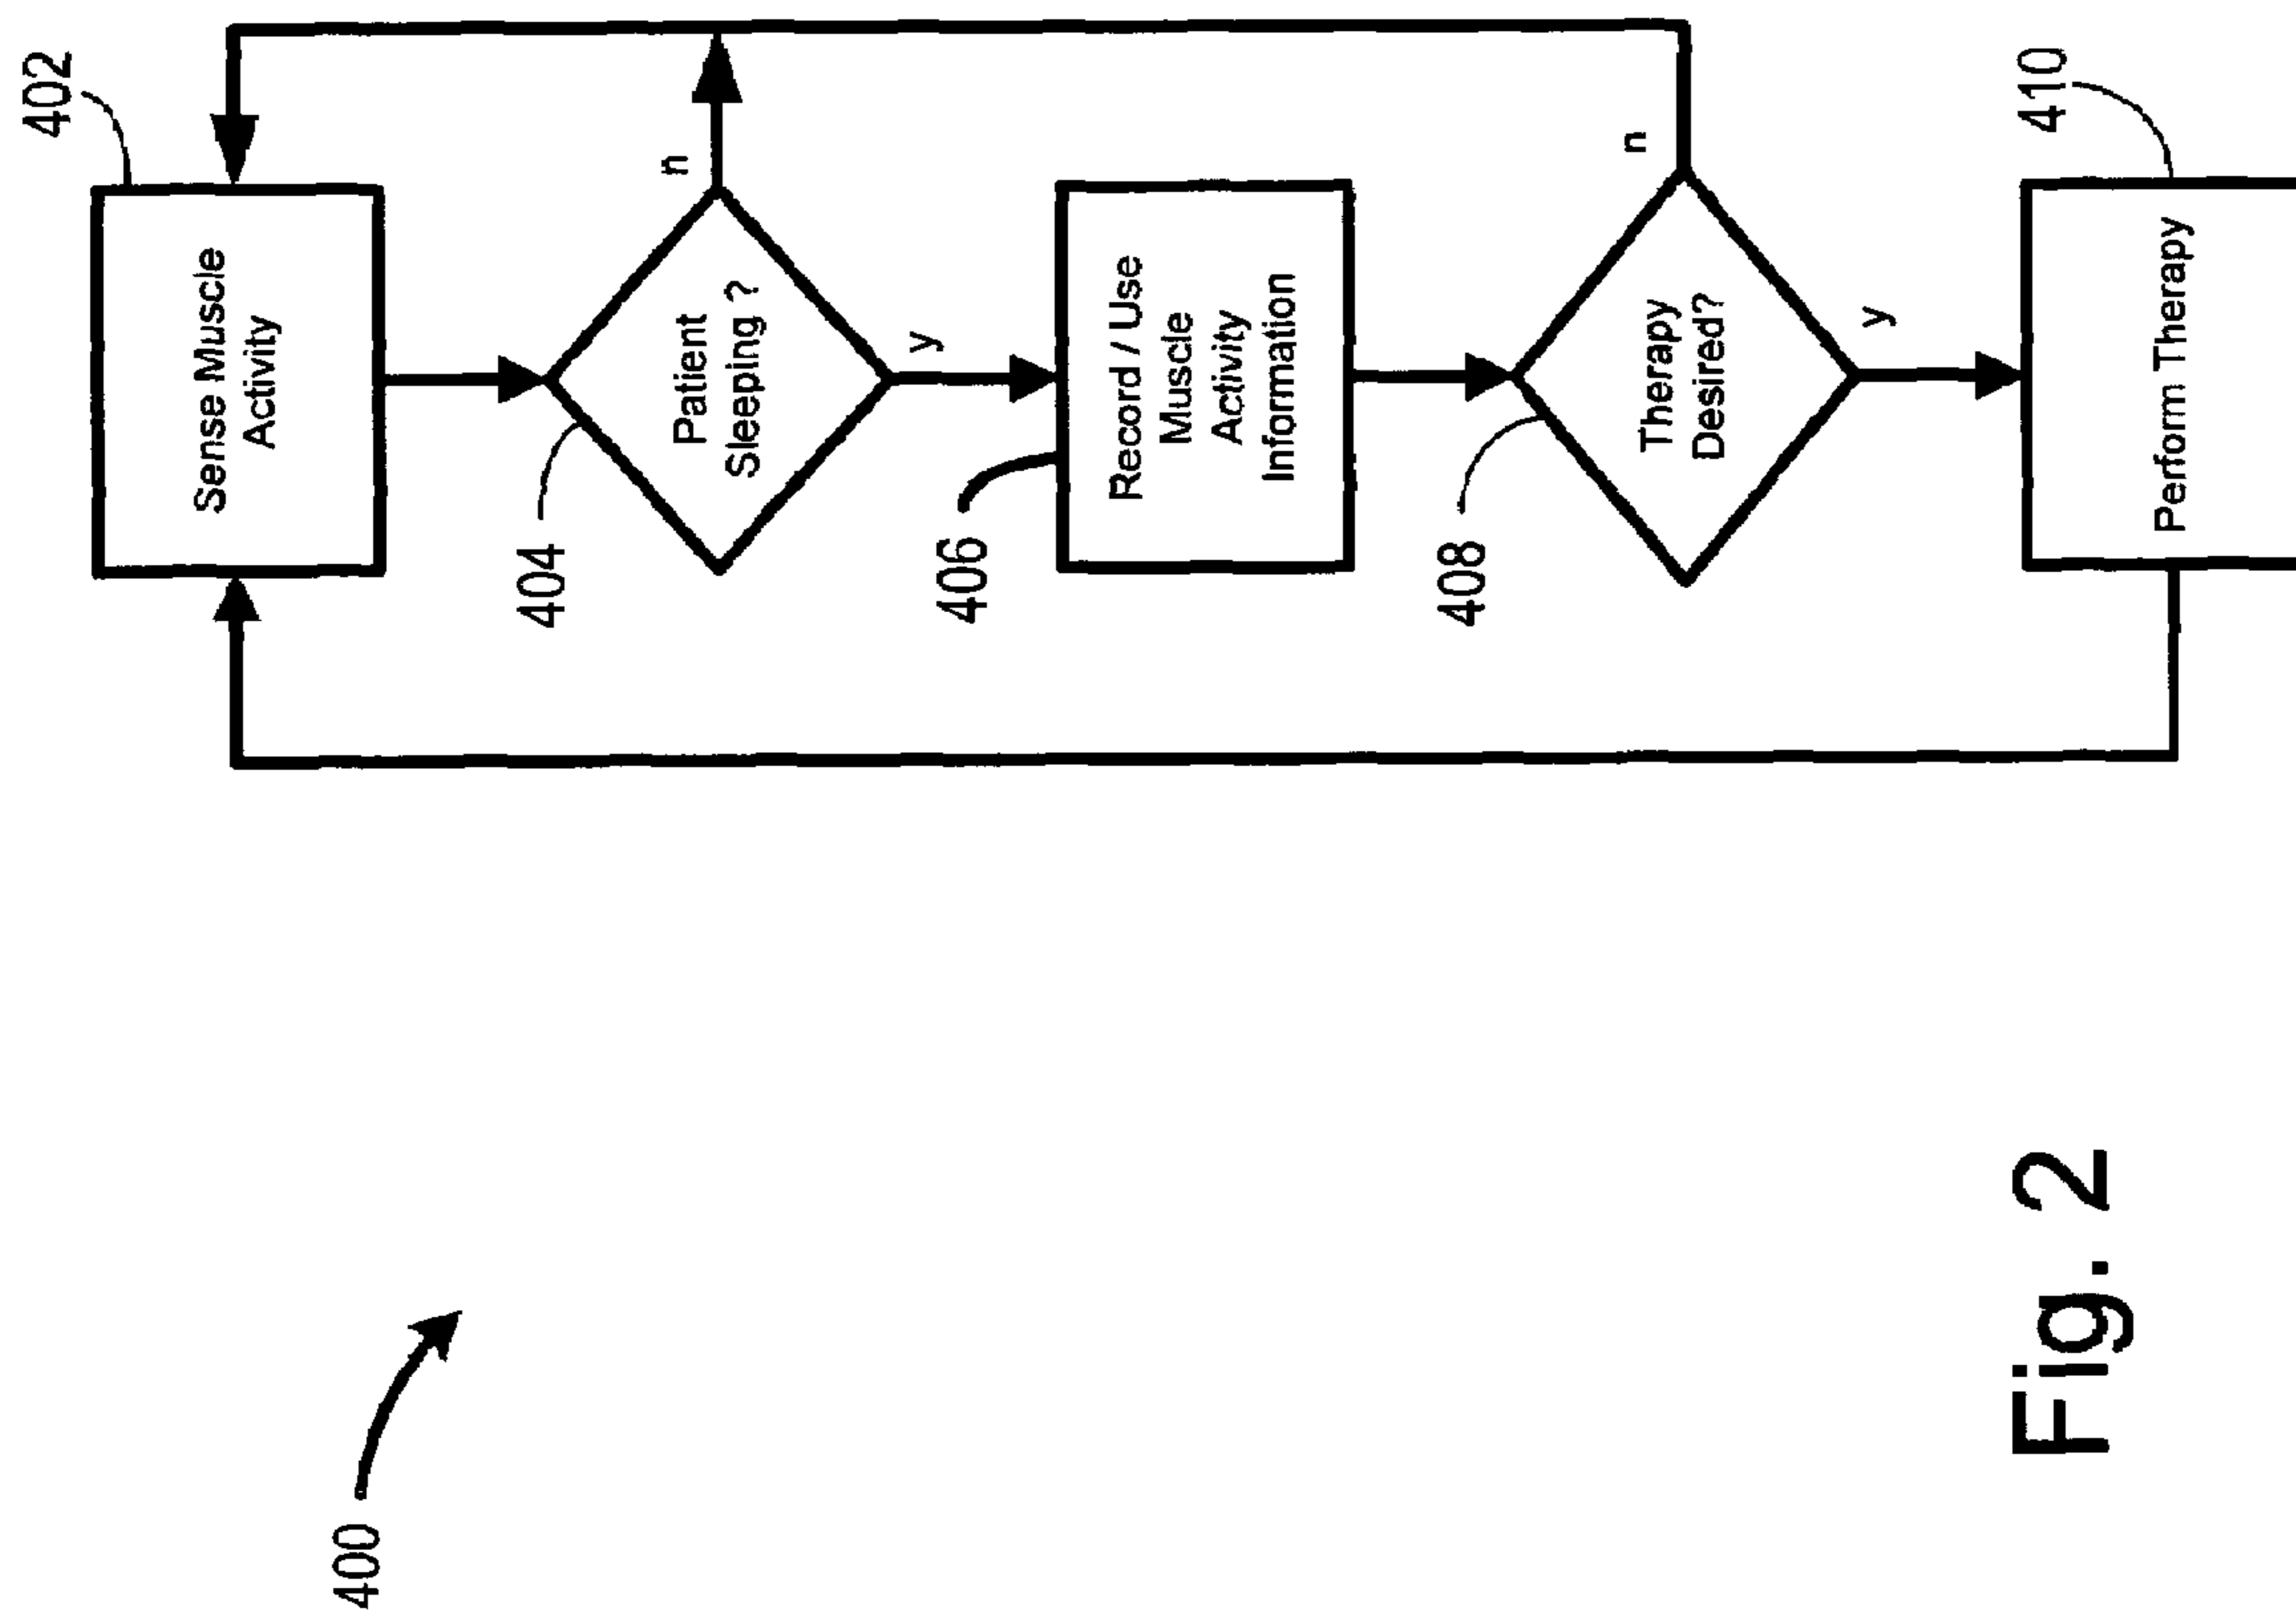 400
402
Sense Muscle
Activity
404
Patient
Sleeping ?
n
y
406
Record / Use
Muscle
Activity
Information
408
Therapy
Desired?
n
y
410
Perform Therapy
Fig. 2